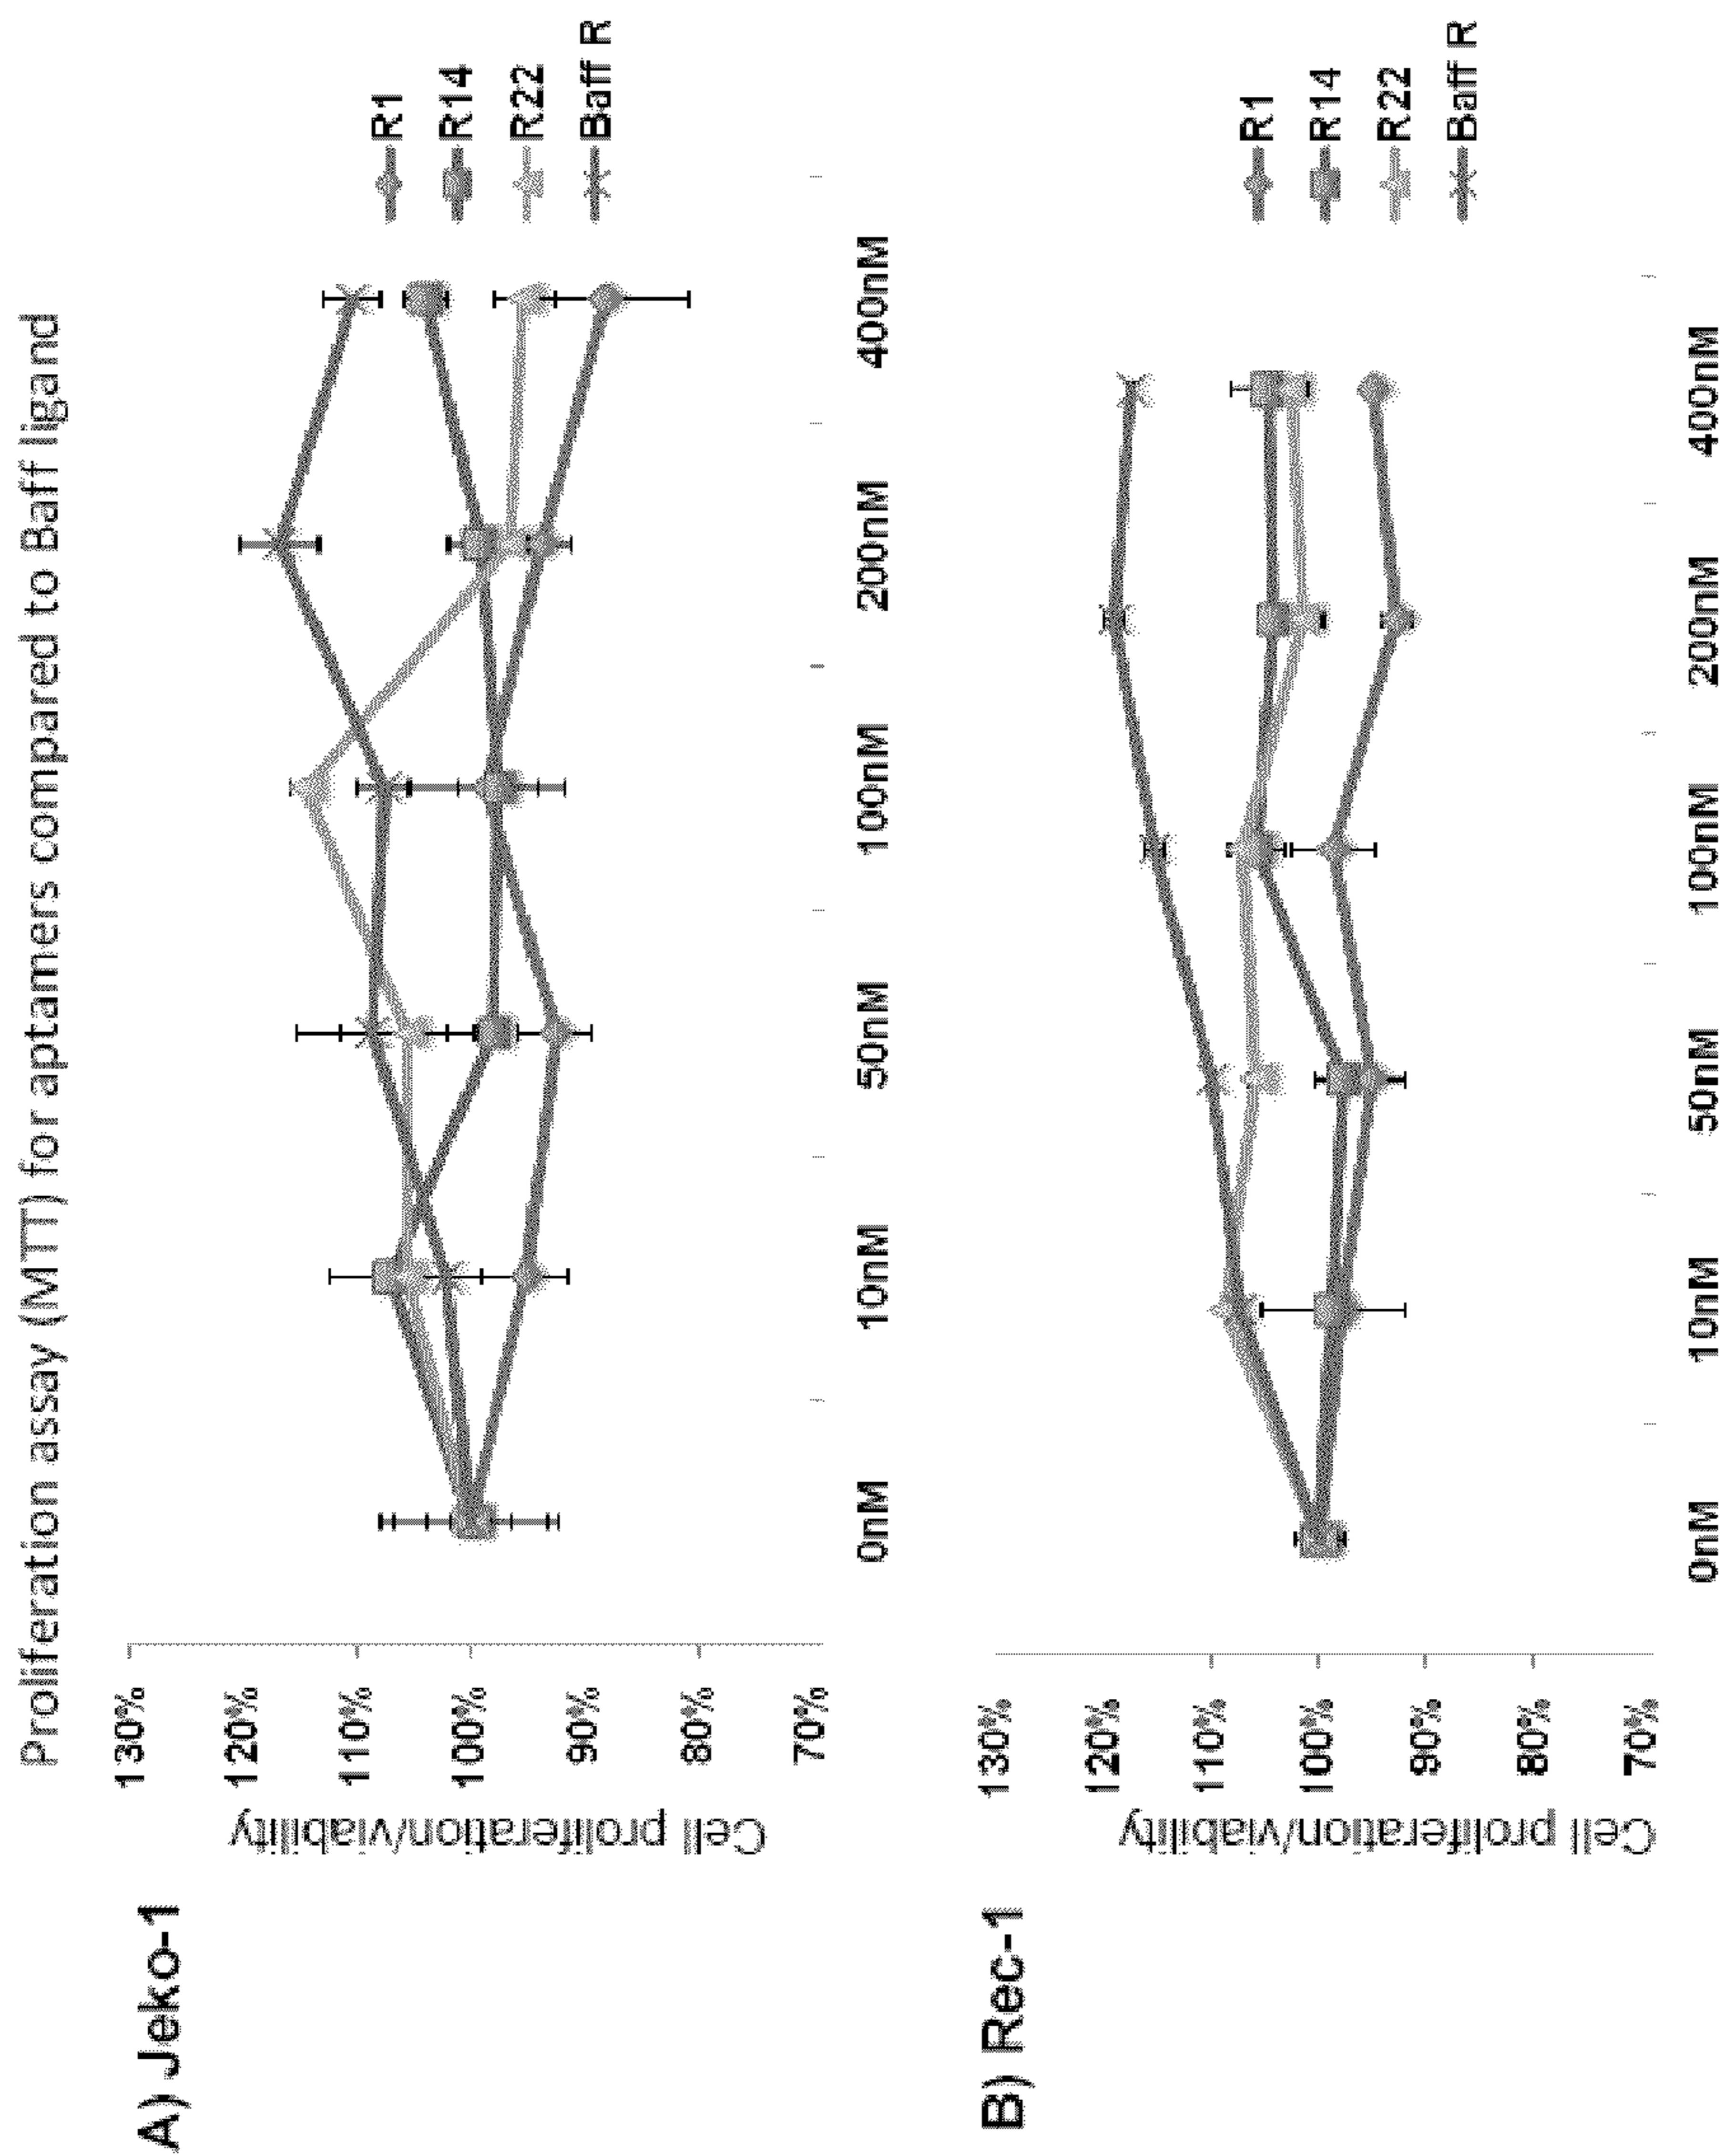 Proliferation assay (MTT) for aptamers compared to Baff ligand
A) Jeko-1
Cell proliferation/viability
130%
120%
110%
100%
90%
80%
70%
0nM
10nM
50nM
100nM
200nM
400nM
R1
R14
R22
Baff R
B) Rec-1
Cell proliferation/viability
130%
120%
110%
100%
90%
80%
70%
0nM
10nM
50nM
100nM
200nM
400nM
R1
R14
R22
Baff R